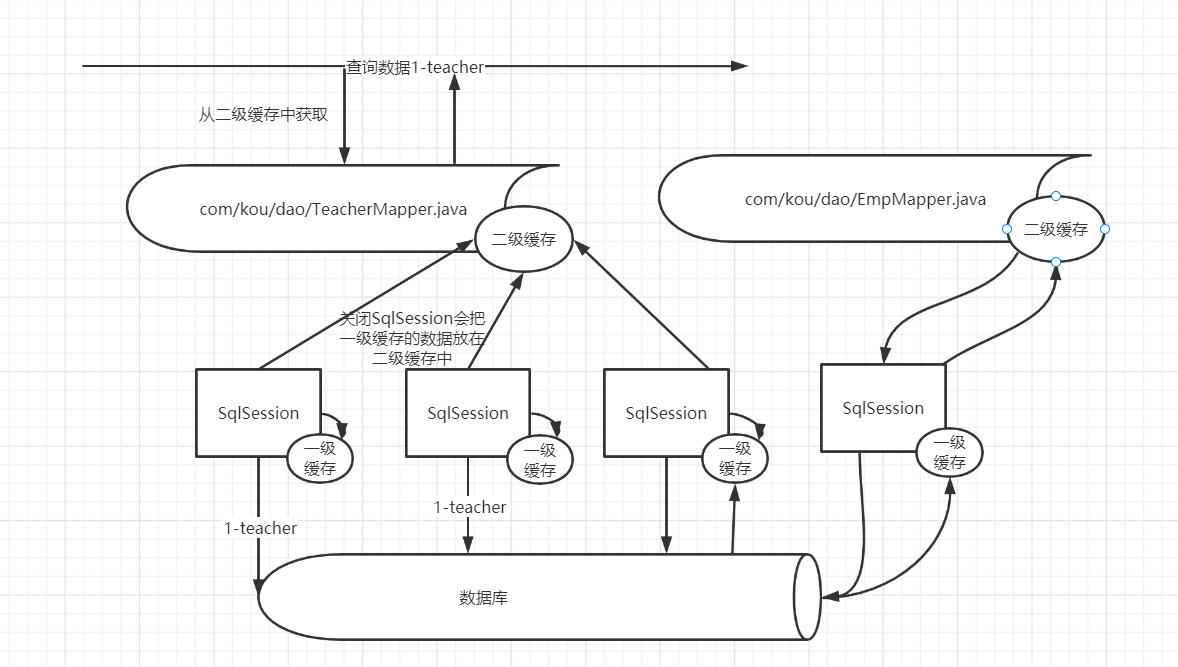 查询数据1-teacher
从二级缓存中获取
com/kou/dao/TeacherMapper.java
二级缓存
com/kou/dao/EmpMapper.java
二级缓存
关闭SqlSession会把
一级缓存的数据放在
二级缓存中
SqlSession
一级
缓存
SqlSession
一级
缓存
SqlSession
一级
缓存
SqlSession
一级
缓存
1-teacher
1-teacher
数据库